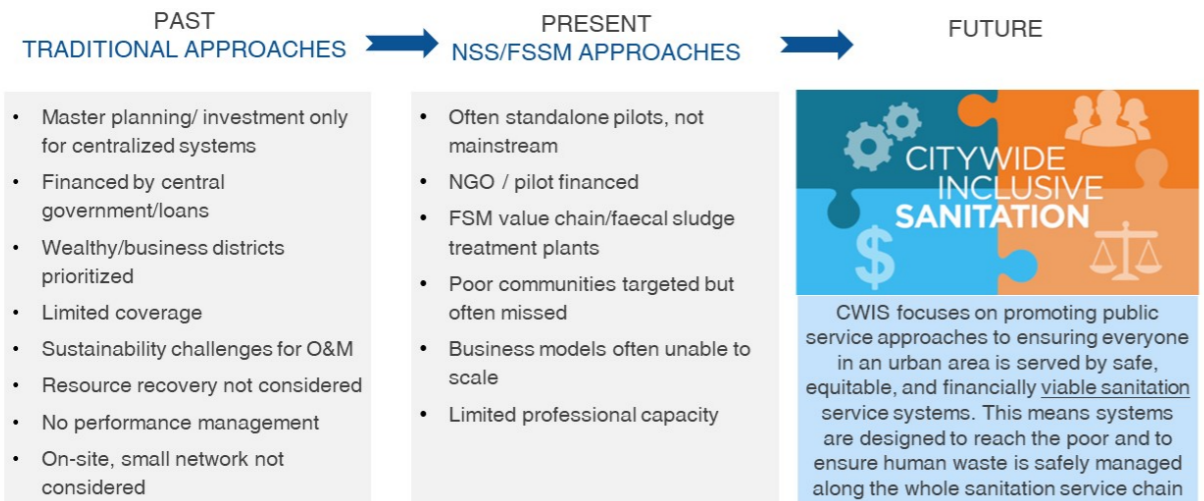 PAST
TRADITIONAL APPROACHES
PRESENT
NSS/FSSM APPROACHES
FUTURE
• Master planning/ investment only
for centralized systems
• Financed by central
government/loans
• Wealthy/business districts
prioritized
• Limited coverage
• Sustainability challenges for O&M
• Resource recovery not considered
• No performance management
• On-site, small network not
considered
• Often standalone pilots, not
mainstream
• NGO / pilot financed
• FSM value chain/faecal sludge
treatment plants
• Poor communities targeted but
often missed
• Business models often unable to
scale
• Limited professional capacity
CITYWIDE
INCLUSIVE
SANITATION
$
CWIS focuses on promoting public
service approaches to ensuring everyone
in an urban area is served by safe,
equitable, and financially viable sanitation
service systems. This means systems
are designed to reach the poor and to
ensure human waste is safely managed
along the whole sanitation service chain